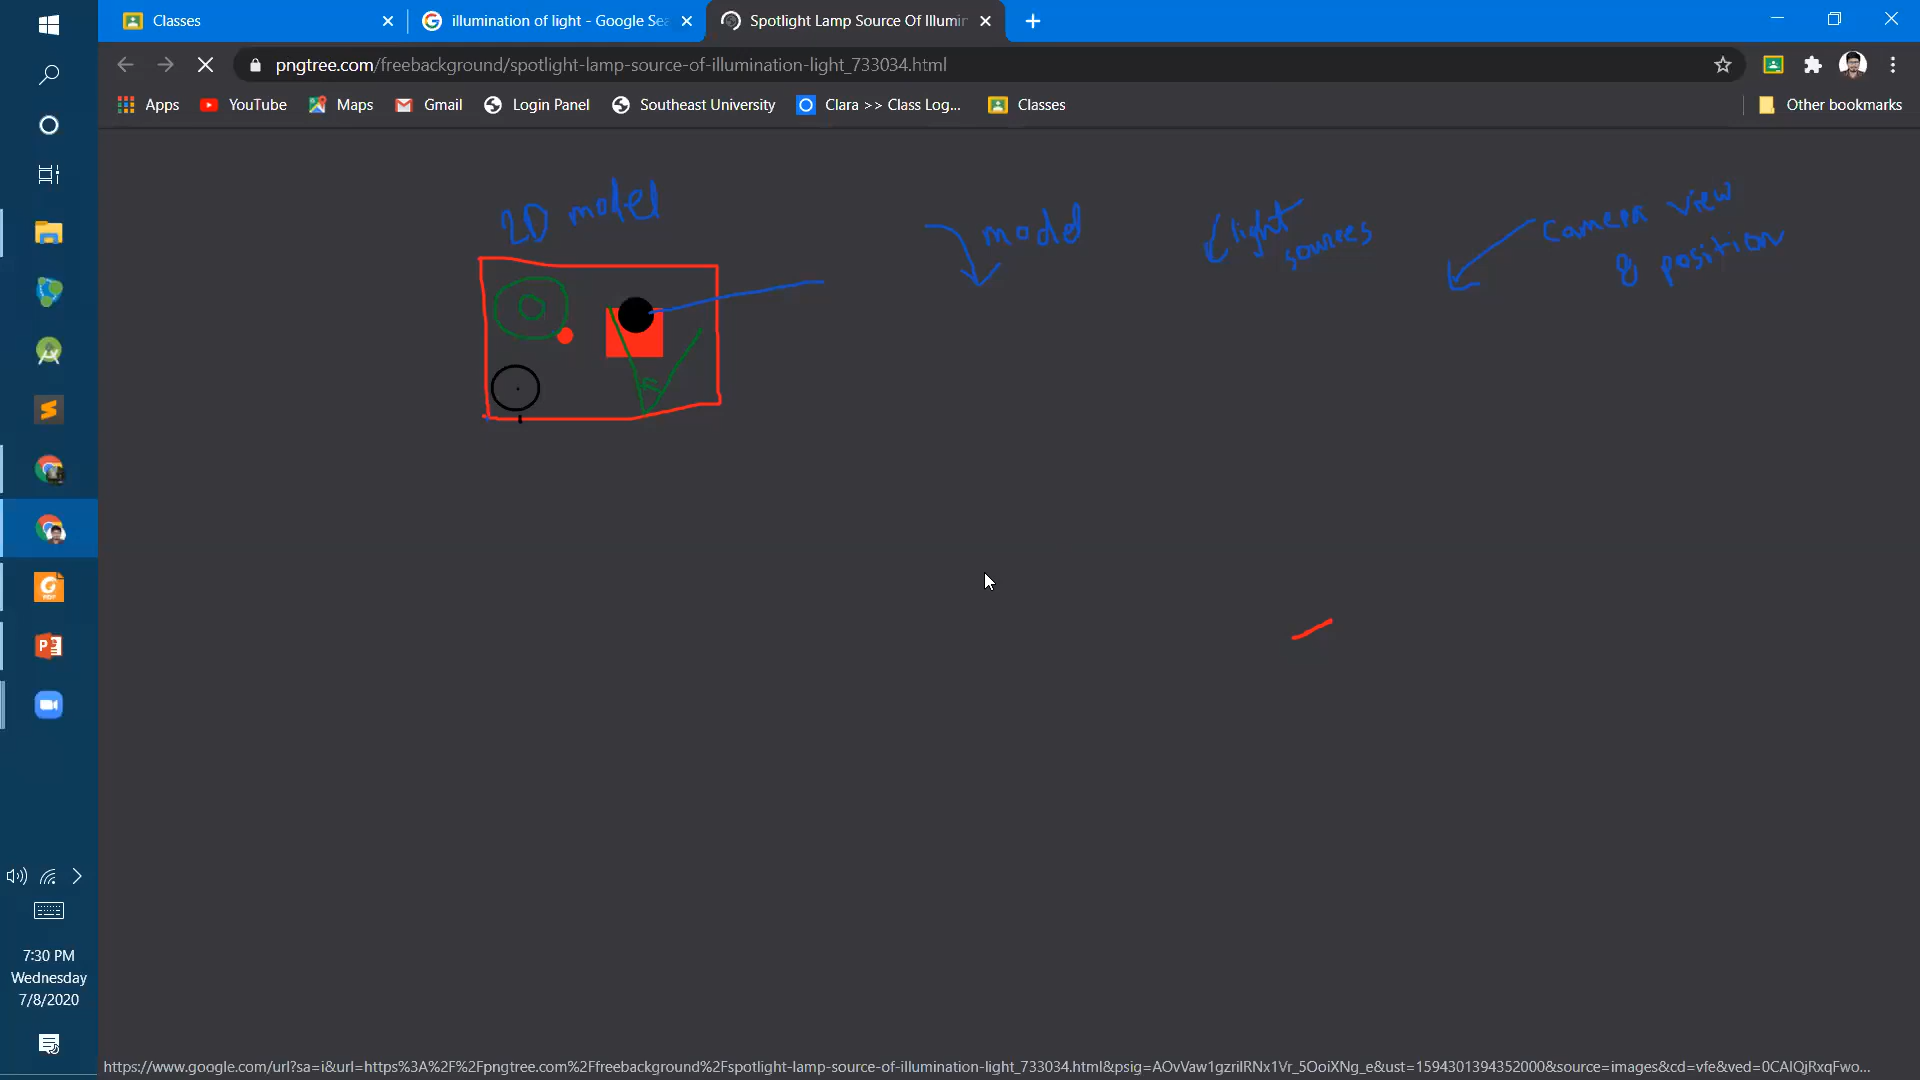 Classes
illumination of light - Google Sea
Spotlight Lamp Source Of Illumin
pngtree.com/freebackground/spotlight-lamp-source-of-illumination-light_733034.html
Apps YouTube Maps Gmail Login Panel Southeast University Clara >> Class Log... Classes Other bookmarks
2D model
model
light
sources
camera view
& position
7:30 PM
Wednesday
7/8/2020
https://www.google.com/url?sa=i&url=https%3A%2F%2Fpngtree.com%2Ffreebackground%2Fspotlight-lamp-source-of-illumination-light_733034.html&psig=AOvVaw1gzrilRNx1Vr_5OoiXNg_e&ust=1594301394352000&source=images&cd=vfe&ved=0CAIQjRxqFwo...